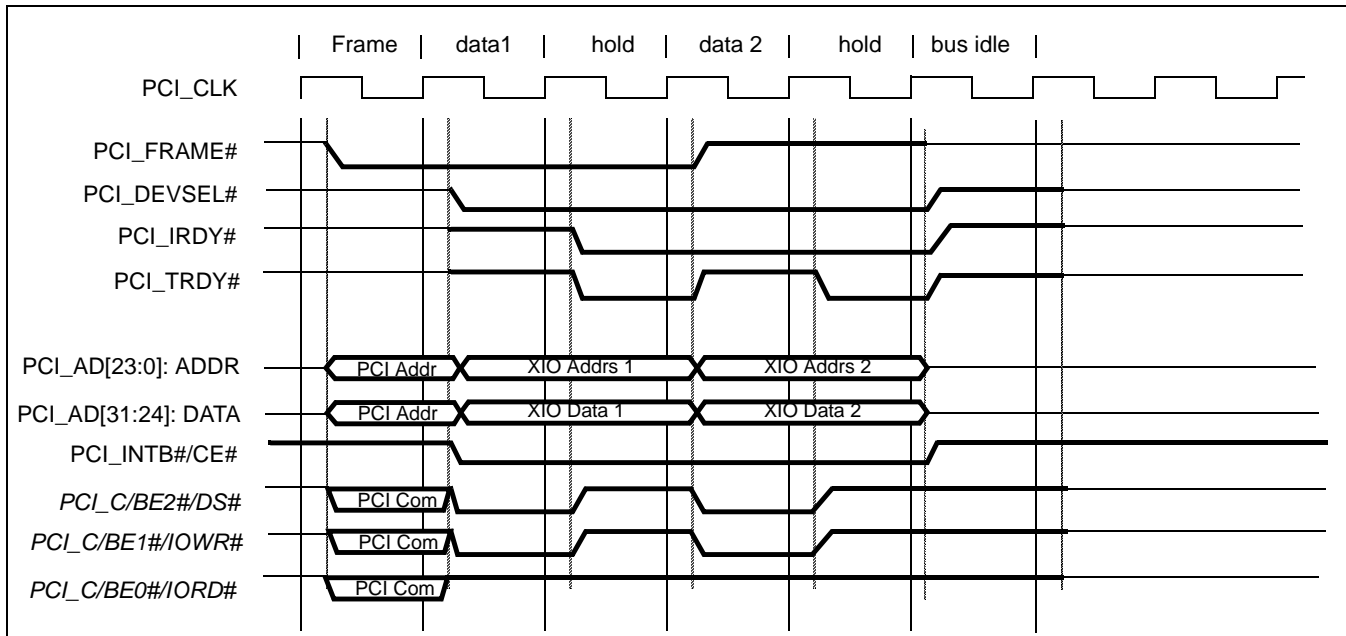 Frame data1 hold data 2 hold bus idle
PCI_CLK
PCI_FRAME#
PCI_DEVSEL#
PCI_IRDY#
PCI_TRDY#
PCI_AD[23:0]: ADDR PCI Addr XIO Addrs 1 XIO Addrs 2
PCI_AD[31:24]: DATA PCI Addr XIO Data 1 XIO Data 2
PCI_INTB#/CE#
PCI_C/BE2#/DS# PCI Com
PCI_C/BE1#/IOWR# PCI Com
PCI_C/BE0#/IORD# PCI Com